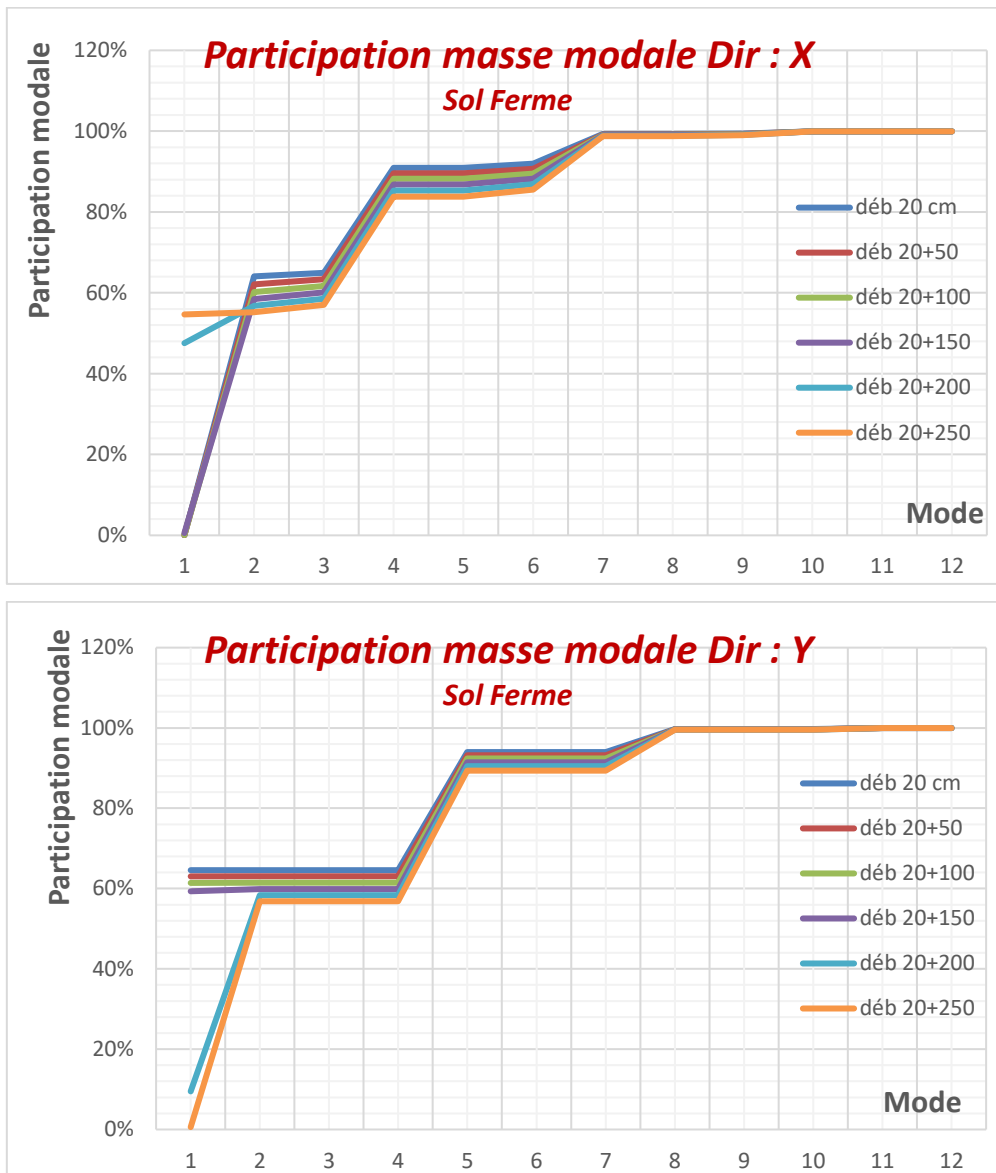 Participation masse modale Dir : X
Sol Ferme
Participation modale
120%
100%
80%
60%
40%
20%
0%
déb 20 cm
déb 20+50
déb 20+100
déb 20+150
déb 20+200
déb 20+250
Mode
1 2 3 4 5 6 7 8 9 10 11 12
Participation masse modale Dir : Y
Sol Ferme
Participation modale
120%
100%
80%
60%
40%
20%
0%
déb 20 cm
déb 20+50
déb 20+100
déb 20+150
déb 20+200
déb 20+250
Mode
1 2 3 4 5 6 7 8 9 10 11 12